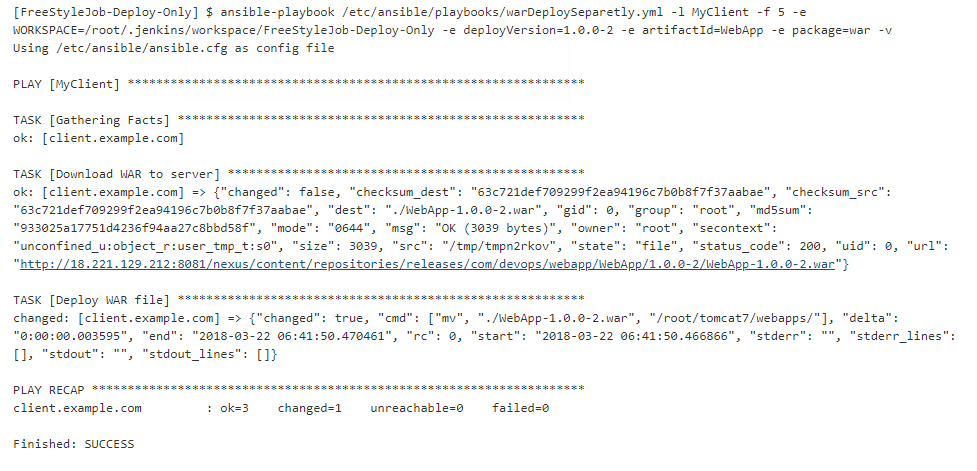 [FreeStyleJob-Deploy-Only] $ ansible-playbook /etc/ansible/playbooks/warDeploySeparetly.yml -l MyClient -f 5 -e
WORKSPACE=/root/.jenkins/workspace/FreeStyleJob-Deploy-Only -e deployVersion=1.0.0-2 -e artifactId=WebApp -e package=war -v
Using /etc/ansible/ansible.cfg as config file
PLAY [MyClient] ****************************************************************
TASK [Gathering Facts] *********************************************************
ok: [client.example.com]
TASK [Download WAR to server] **************************************************
ok: [client.example.com] => {"changed": false, "checksum_dest": "63c721def709299f2ea94196c7b0b8f7f37aabae", "checksum_src":
"63c721def709299f2ea94196c7b0b8f7f37aabae", "dest": "./WebApp-1.0.0-2.war", "gid": 0, "group": "root", "md5sum":
"933025a17751d4236f94aa27c8bbd58f", "mode": "0644", "msg": "OK (3039 bytes)", "owner": "root", "secontext":
"unconfined_u:object_r:user_tmp_t:s0", "size": 3039, "src": "/tmp/tmpn2rkov", "state": "file", "status_code": 200, "uid": 0, "url":
"http://18.221.129.212:8081/nexus/content/repositories/releases/com/devops/webapp/WebApp/1.0.0-2/WebApp-1.0.0-2.war"}
TASK [Deploy WAR file] *********************************************************
changed: [client.example.com] => {"changed": true, "cmd": ["mv", "./WebApp-1.0.0-2.war", "/root/tomcat7/webapps/"], "delta":
"0:00:00.003595", "end": "2018-03-22 06:41:50.470461", "rc": 0, "start": "2018-03-22 06:41:50.466866", "stderr": "", "stderr_lines":
[], "stdout": "", "stdout_lines": []}
PLAY RECAP *********************************************************************
client.example.com         : ok=3    changed=1    unreachable=0    failed=0
Finished: SUCCESS